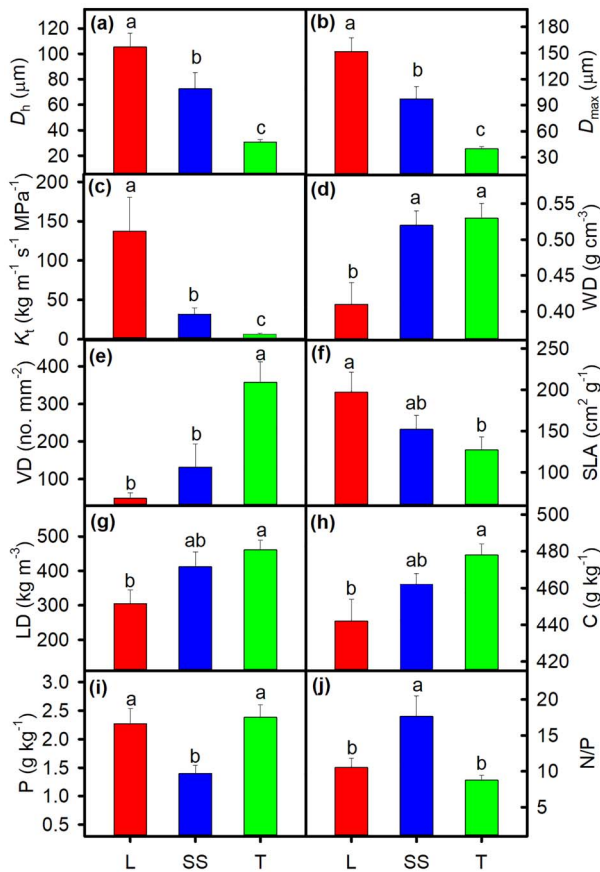 (a)
a
b
c
120
100
80
60
40
20
D_h (μm)
(b)
a
b
c
180
150
120
90
60
30
D_max (μm)
(c)
a
b
c
200
150
100
50
0
K_t (kg m⁻¹ s⁻¹ MPa⁻¹)
(d)
b
a
a
0.55
0.50
0.45
0.40
WD (g cm⁻³)
(e)
b
b
a
400
300
200
100
VD (no. mm⁻²)
(f)
a
ab
b
250
200
150
100
SLA (cm² g⁻¹)
(g)
b
ab
a
500
400
300
200
LD (kg m⁻³)
(h)
b
ab
a
500
480
460
440
420
C (g kg⁻¹)
(i)
a
b
a
3.0
2.5
2.0
1.5
1.0
0.5
P (g kg⁻¹)
(j)
b
a
b
20
15
10
5
N/P
L SS T L SS T